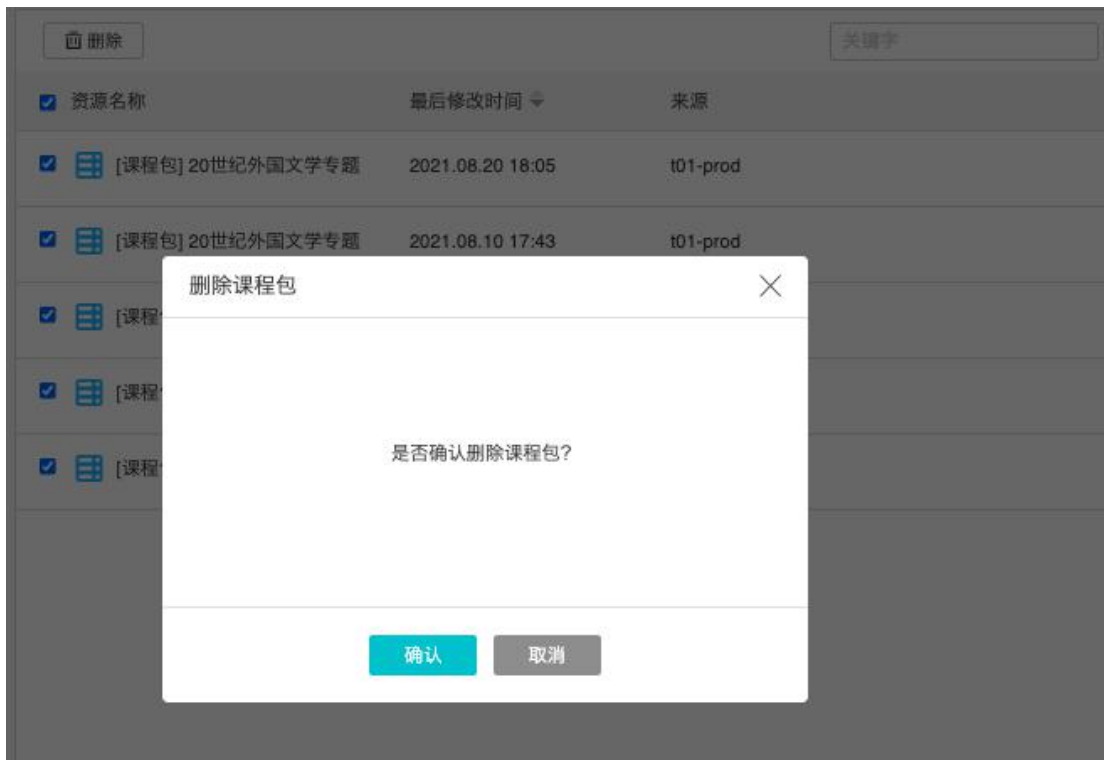 删除
关键字
资源名称 最后修改时间 来源
[课程包] 20世纪外国文学专题 2021.08.20 18:05 t01-prod
[课程包] 20世纪外国文学专题 2021.08.10 17:43 t01-prod
删除课程包
[课程
[课程
是否确认删除课程包?
[课程
确认 取消